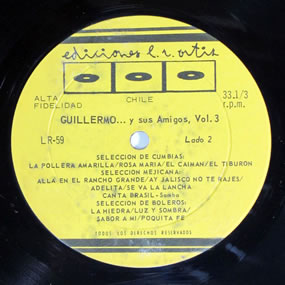 ediciones l.r. ortiz
ALTA
FIDELIDAD
CHILE
33.1/3
r.p.m.
GUILLERMO... y sus Amigos, Vol. 3
LR-59
Lado 2
SELECCION DE CUMBIAS:
LA POLLERA AMARILLA/ROSA MARIA/EL CAIMAN/EL TIBURON
SELECCION MEJICANA:
ALLA EN EL RANCHO GRANDE/AY JALISCO NO TE RAJES/
ADELITA/SE VA LA LANCHA
CANTA BRASIL-Samba
SELECCION DE BOLEROS:
LA HIEDRA/LUZ Y SOMBRA/
SABOR A MI/POQUITA FE
TODOS LOS DERECHOS RESERVADOS